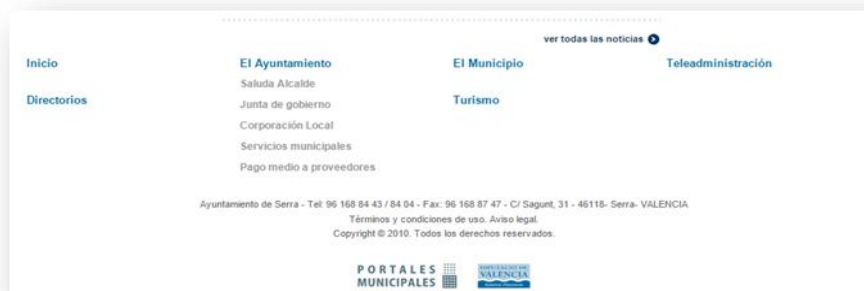 ver todas las noticias
Inicio
El Ayuntamiento
El Municipio
Teleadministración
Saluda Alcalde
Directorios
Junta de gobierno
Turismo
Corporación Local
Servicios municipales
Pago medio a proveedores
Ayuntamiento de Serra - Tel: 96 168 84 43 / 84 04 - Fax: 96 168 87 47 - C/ Sagunt, 31 - 46118- Serra- VALENCIA
Términos y condiciones de uso. Aviso legal.
Copyright © 2010. Todos los derechos reservados.
PORTALES
MUNICIPALES
DIPUTACIÓ DE
VALENCIA